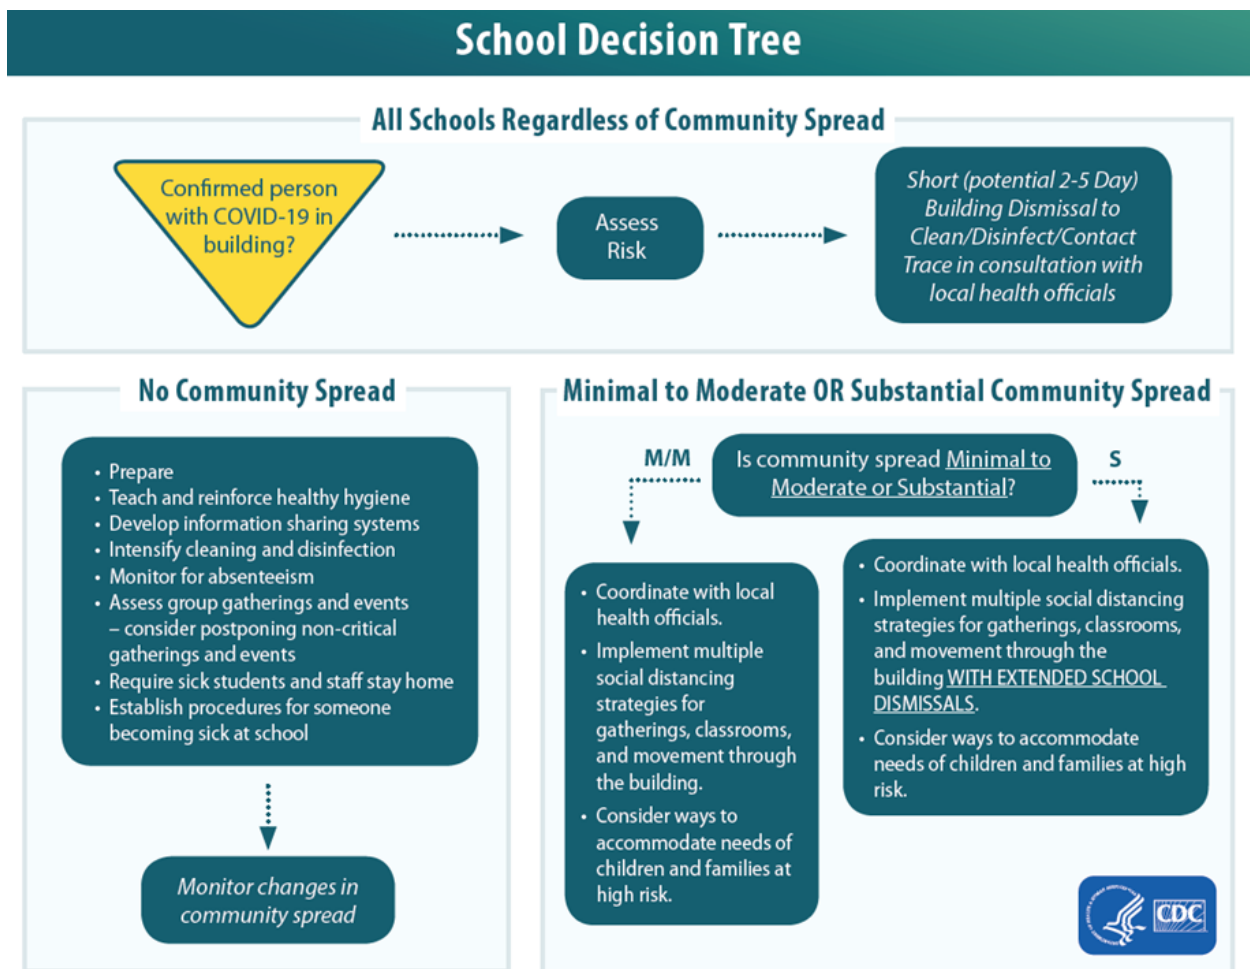 School Decision Tree
All Schools Regardless of Community Spread
Confirmed person
with COVID-19 in
building?
Assess
Risk
Short (potential 2-5 Day)
Building Dismissal to
Clean/Disinfect/Contact
Trace in consultation with
local health officials
No Community Spread
• Prepare
• Teach and reinforce healthy hygiene
• Develop information sharing systems
• Intensify cleaning and disinfection
• Monitor for absenteeism
• Assess group gatherings and events
– consider postponing non-critical
gatherings and events
• Require sick students and staff stay home
• Establish procedures for someone
becoming sick at school
Monitor changes in
community spread
Minimal to Moderate OR Substantial Community Spread
Is community spread Minimal to
Moderate or Substantial?
M/M
S
• Coordinate with local
health officials.
• Implement multiple
social distancing
strategies for
gatherings, classrooms,
and movement through
the building.
• Consider ways to
accommodate needs of
children and families at
high risk.
• Coordinate with local health officials.
• Implement multiple social distancing
strategies for gatherings, classrooms,
and movement through the
building WITH EXTENDED SCHOOL
DISMISSALS.
• Consider ways to accommodate
needs of children and families at high
risk.
CDC